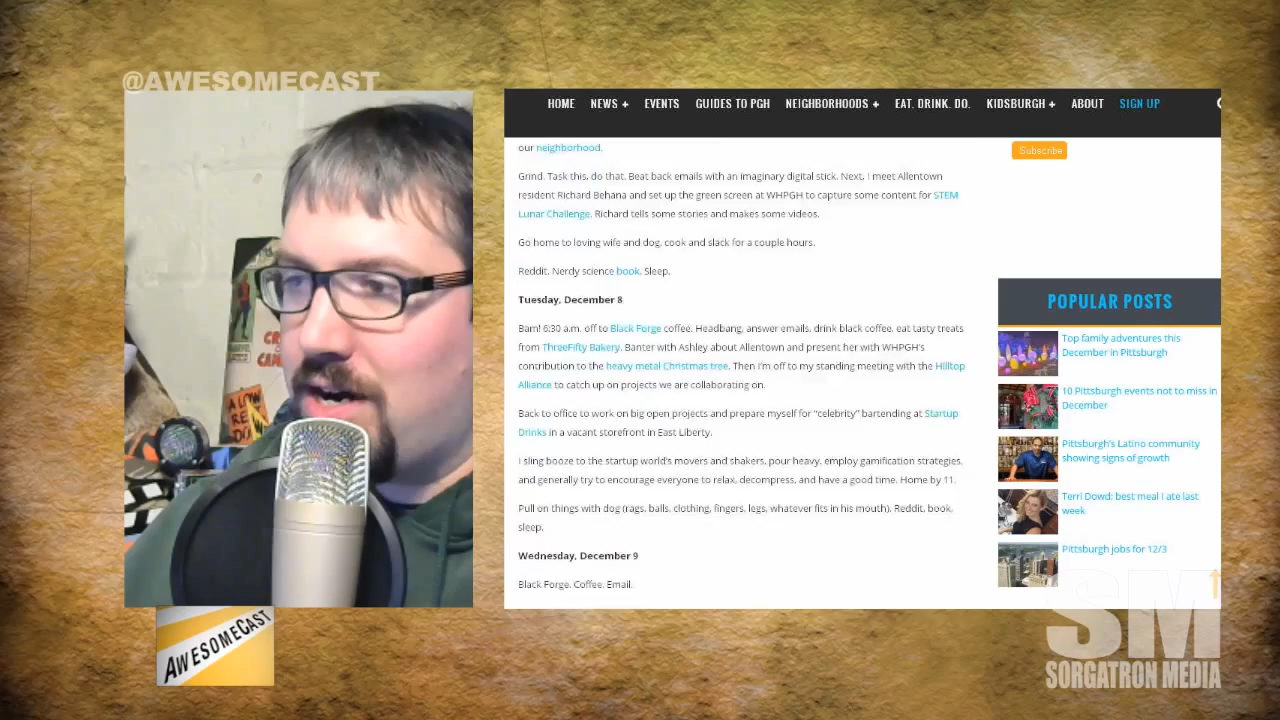 @AWESOMECAST
HOME NEWS + EVENTS GUIDES TO PGH NEIGHBORHOODS + EAT. DRINK. DO. KIDSBURGH + ABOUT SIGN UP
our neighborhood.
Grind. Task this, do that. Beat back emails with an imaginary digital stick. Next, I meet Allentown
resident Richard Behana and set up the green screen at WHPGH to capture some content for STEM
Lunar Challenge. Richard tells some stories and makes some videos.
Go home to loving wife and dog, cook and slack for a couple hours.
Reddit. Nerdy science book. Sleep.
Tuesday, December 8
Bam! 6:30 a.m. off to Black Forge coffee. Headbang, answer emails, drink black coffee, eat tasty treats
from ThreeFifty Bakery. Banter with Ashley about Allentown and present her with WHPGH's
contribution to the heavy metal Christmas tree. Then I'm off to my standing meeting with the Hilltop
Alliance to catch up on projects we are collaborating on.
Back to office to work on big open projects and prepare myself for "celebrity" bartending at Startup
Drinks in a vacant storefront in East Liberty.
I sling booze to the startup world's movers and shakers, pour heavy, employ gamification strategies,
and generally try to encourage everyone to relax, decompress, and have a good time. Home by 11.
Pull on things with dog (rags, balls, clothing, fingers, legs, whatever fits in his mouth). Reddit, book,
sleep.
Wednesday, December 9
Black Forge. Coffee. Email.
Subscribe
POPULAR POSTS
Top family adventures this
December in Pittsburgh
10 Pittsburgh events not to miss in
December
Pittsburgh's Latino community
showing signs of growth
Terri Dowd: best meal I ate last
week
Pittsburgh jobs for 12/3
A LOW
RE
DO
AWESOMECAST
SM
SORGATRON MEDIA